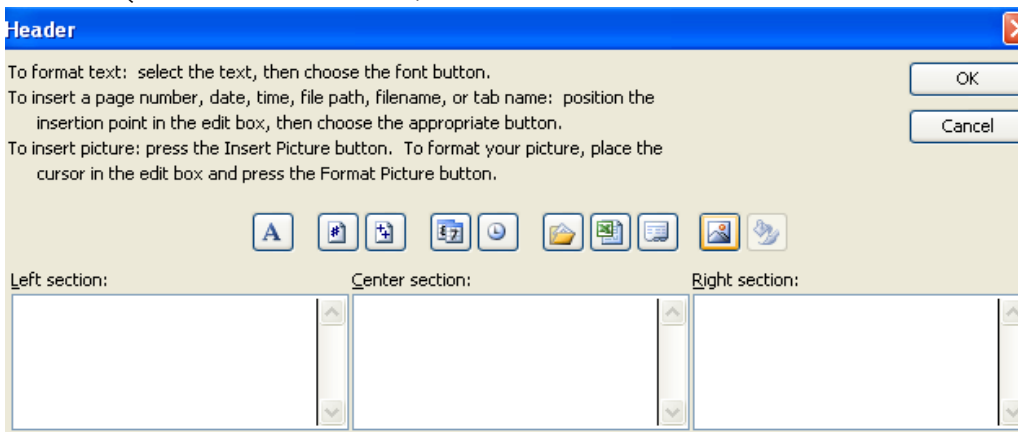 Header
To format text: select the text, then choose the font button.
OK
To insert a page number, date, time, file path, filename, or tab name: position the
insertion point in the edit box, then choose the appropriate button.
Cancel
To insert picture: press the Insert Picture button. To format your picture, place the
cursor in the edit box and press the Format Picture button.
A
Left section:
Center section:
Right section: